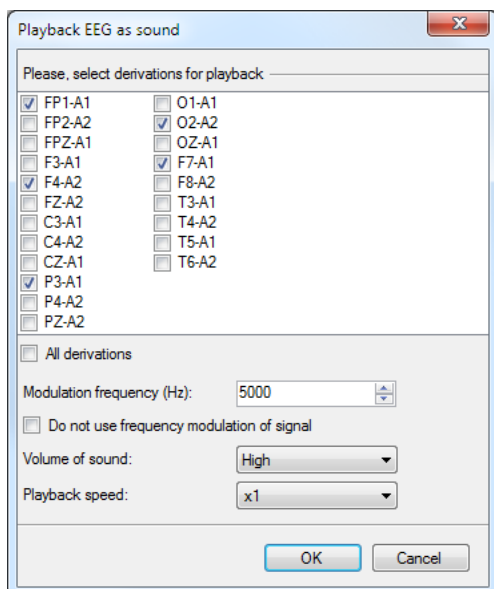 Playback EEG as sound
Please, select derivations for playback
FP1-A1
FP2-A2
FPZ-A1
F3-A1
F4-A2
FZ-A2
C3-A1
C4-A2
CZ-A1
P3-A1
P4-A2
PZ-A2
O1-A1
O2-A2
OZ-A1
F7-A1
F8-A2
T3-A1
T4-A2
T5-A1
T6-A2
All derivations
Modulation frequency (Hz): 5000
Do not use frequency modulation of signal
Volume of sound: High
Playback speed: x1
OK Cancel